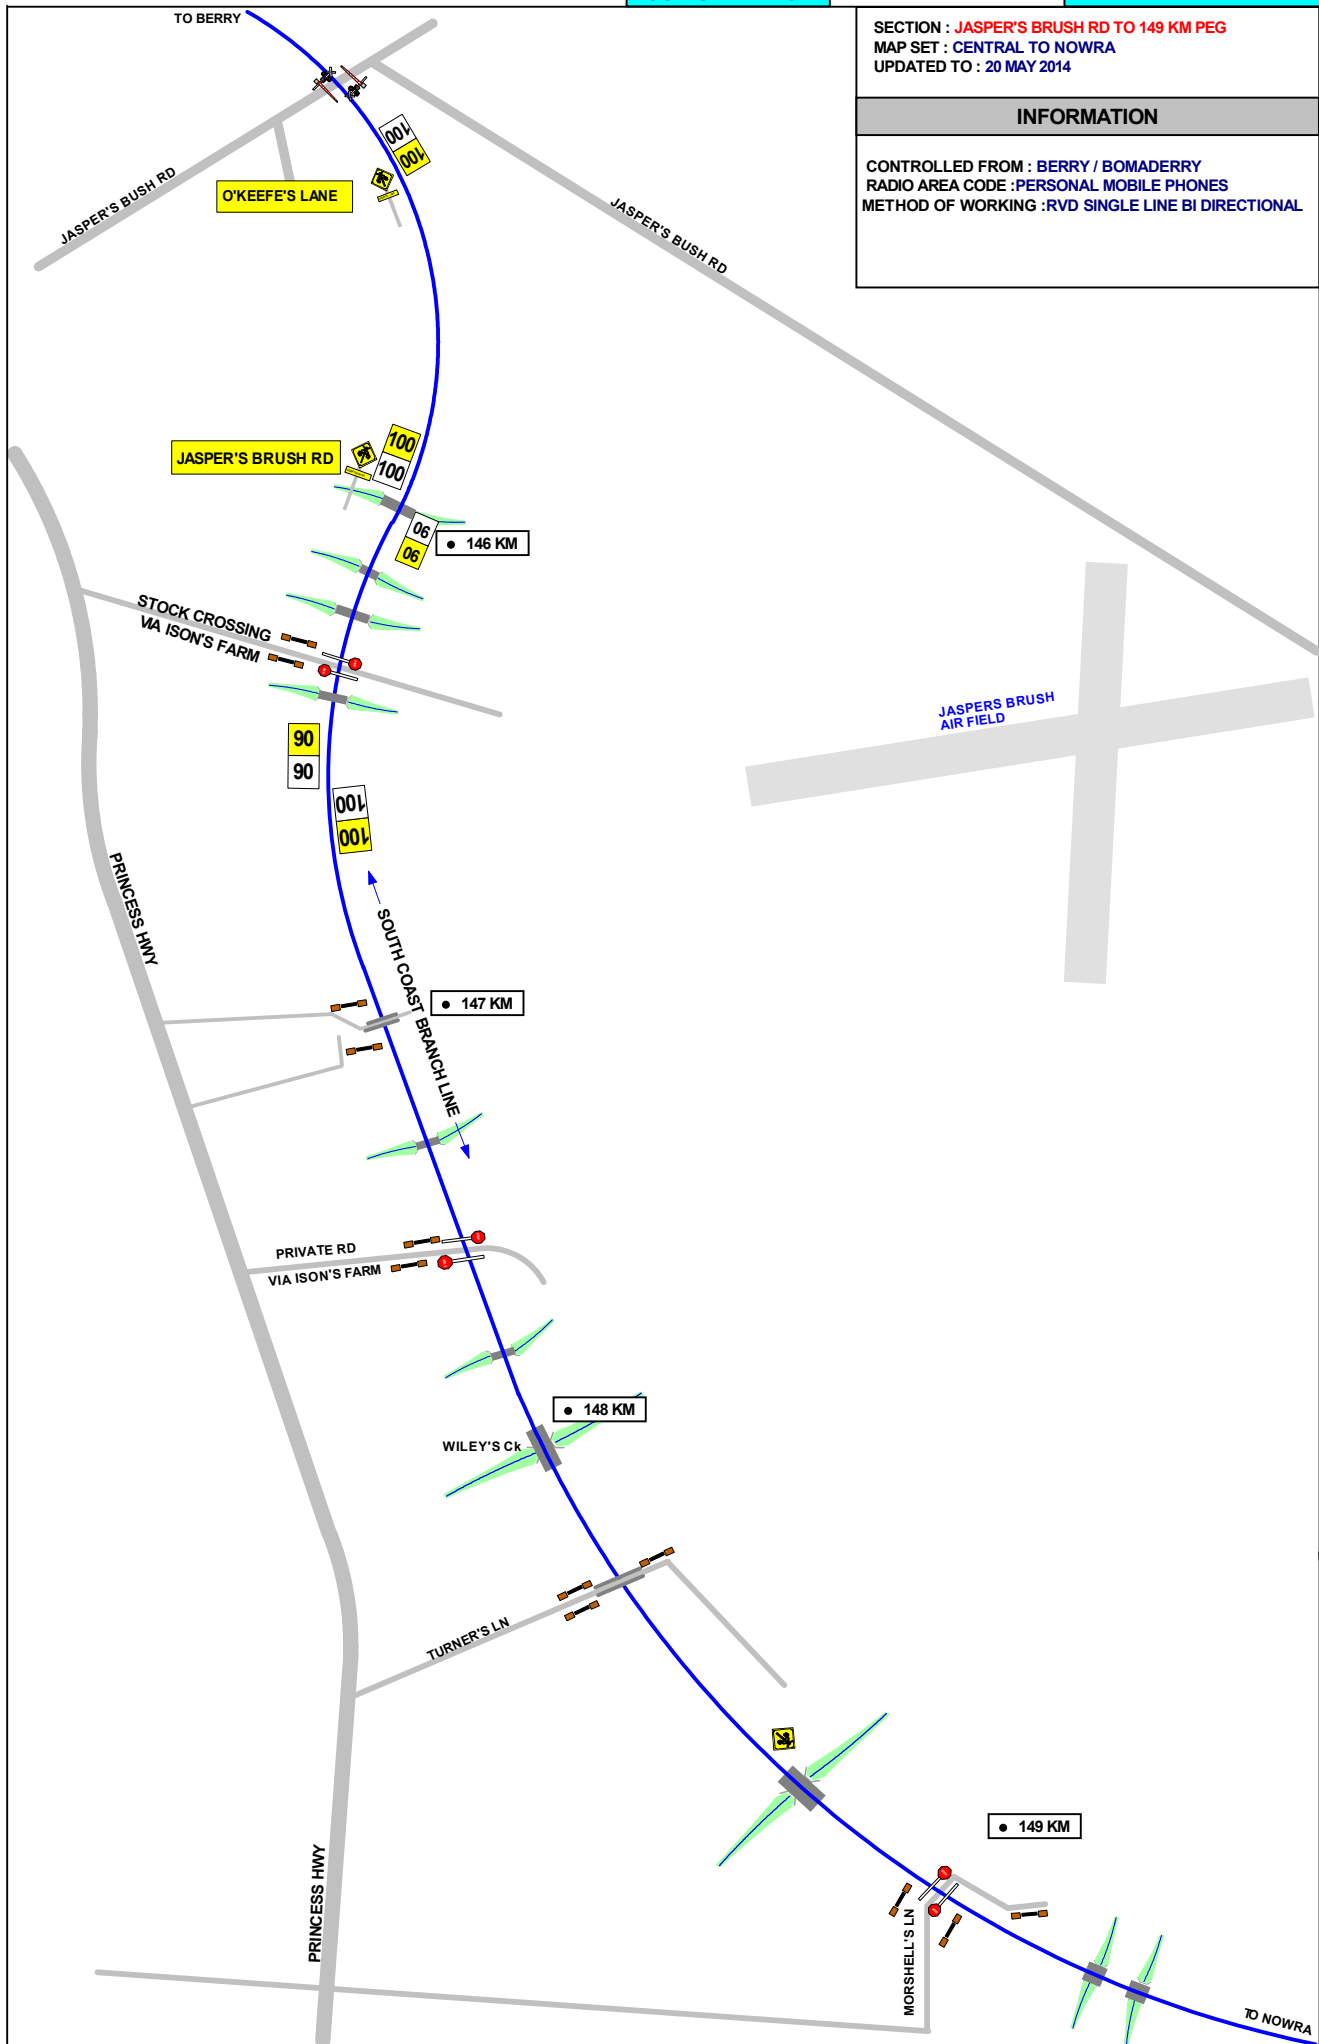 TO BERRY
SECTION : JASPER'S BRUSH RD TO 149 KM PEG
MAP SET : CENTRAL TO NOWRA
UPDATED TO : 20 MAY 2014
INFORMATION
CONTROLLED FROM : BERRY / BOMADERRY
RADIO AREA CODE :PERSONAL MOBILE PHONES
METHOD OF WORKING :RVD SINGLE LINE BI DIRECTIONAL
100
100
O'KEEFE'S LANE
JASPER'S BUSH RD
JASPER'S BUSH RD
JASPER'S BRUSH RD
100
100
90
90
146 KM
STOCK CROSSING
VIA ISON'S FARM
JASPERS BRUSH
AIR FIELD
90
90
100
100
PRINCESS HWY
SOUTH COAST BRANCH LINE
147 KM
PRIVATE RD
VIA ISON'S FARM
148 KM
WILEY'S Ck
TURNER'S LN
149 KM
PRINCESS HWY
MORSHELL'S LN
TO NOWRA